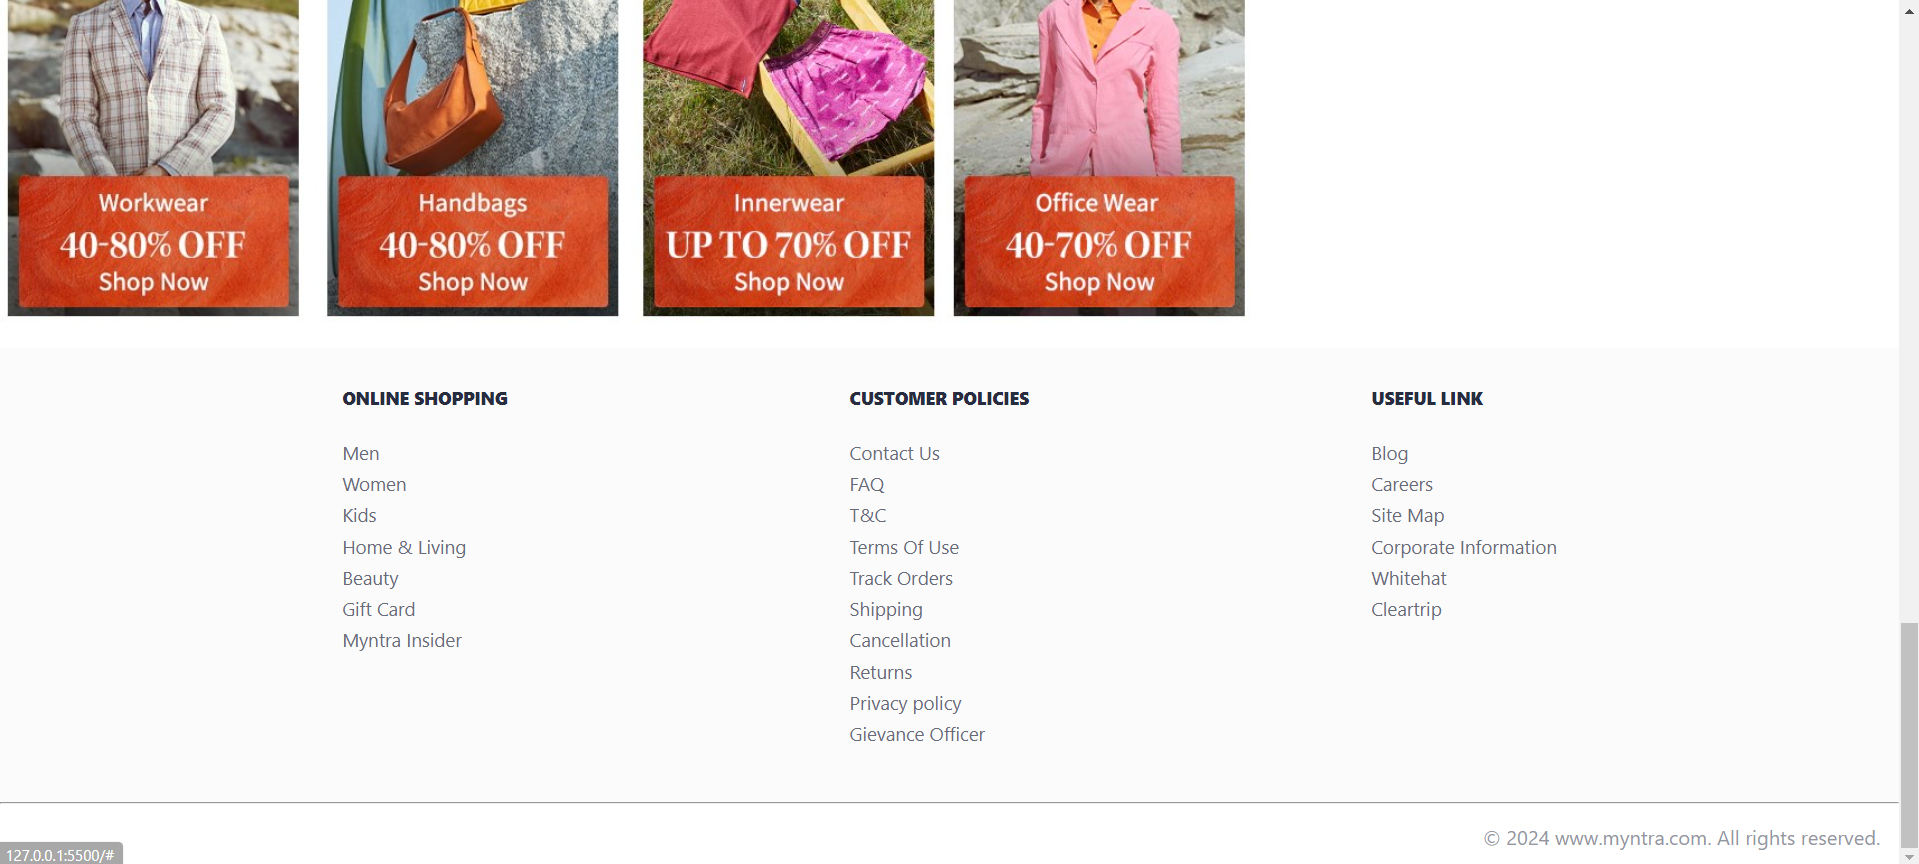 Workwear
40-80% OFF
Shop Now
Handbags
40-80% OFF
Shop Now
Innerwear
UP TO 70% OFF
Shop Now
Office Wear
40-70% OFF
Shop Now
ONLINE SHOPPING
Men
Women
Kids
Home & Living
Beauty
Gift Card
Myntra Insider
CUSTOMER POLICIES
Contact Us
FAQ
T&C
Terms Of Use
Track Orders
Shipping
Cancellation
Returns
Privacy policy
Gievance Officer
USEFUL LINK
Blog
Careers
Site Map
Corporate Information
Whitehat
Cleartrip
© 2024 www.myntra.com. All rights reserved.
127.0.0.1:5500/#